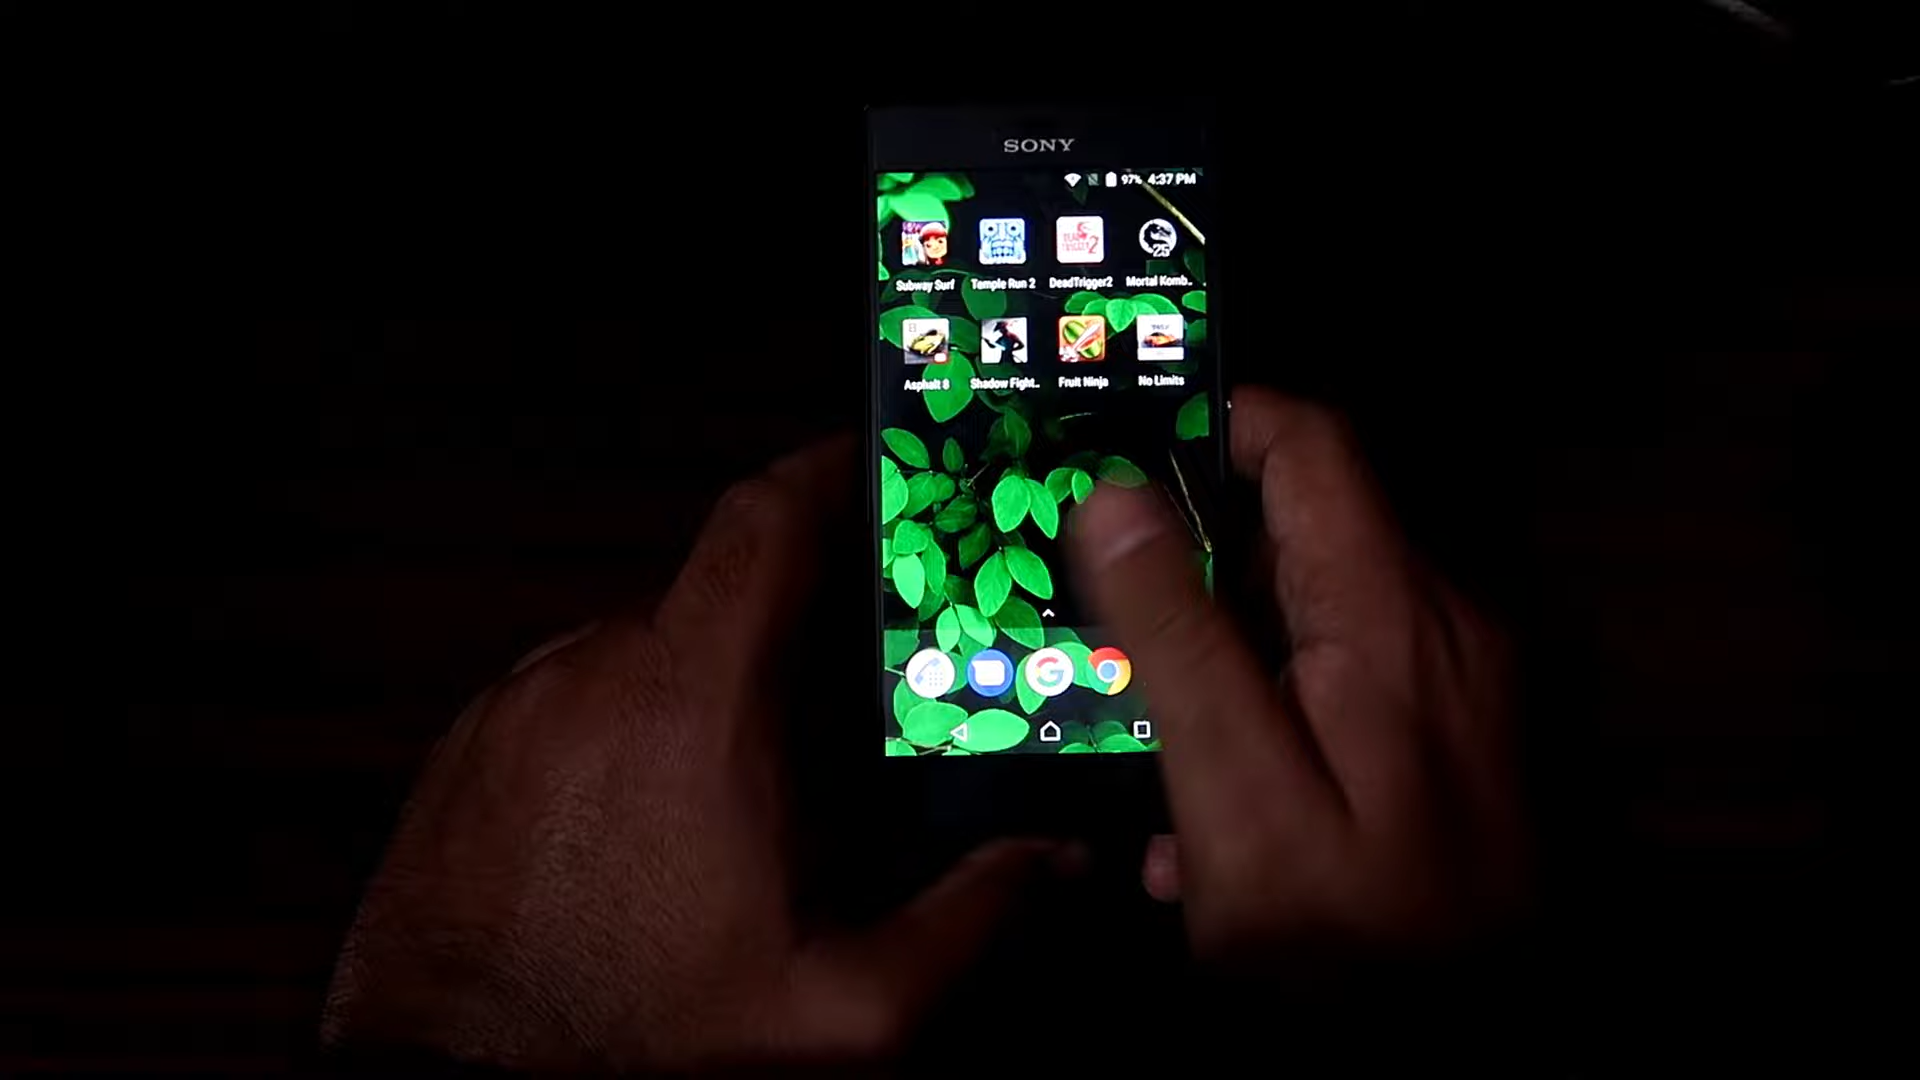 SONY
97% 4:37 PM
Subway Surf Temple Run 2 DeadTrigger2 Mortal Komb..
Asphalt 8 Shadow Fight.. Fruit Ninja No Limits